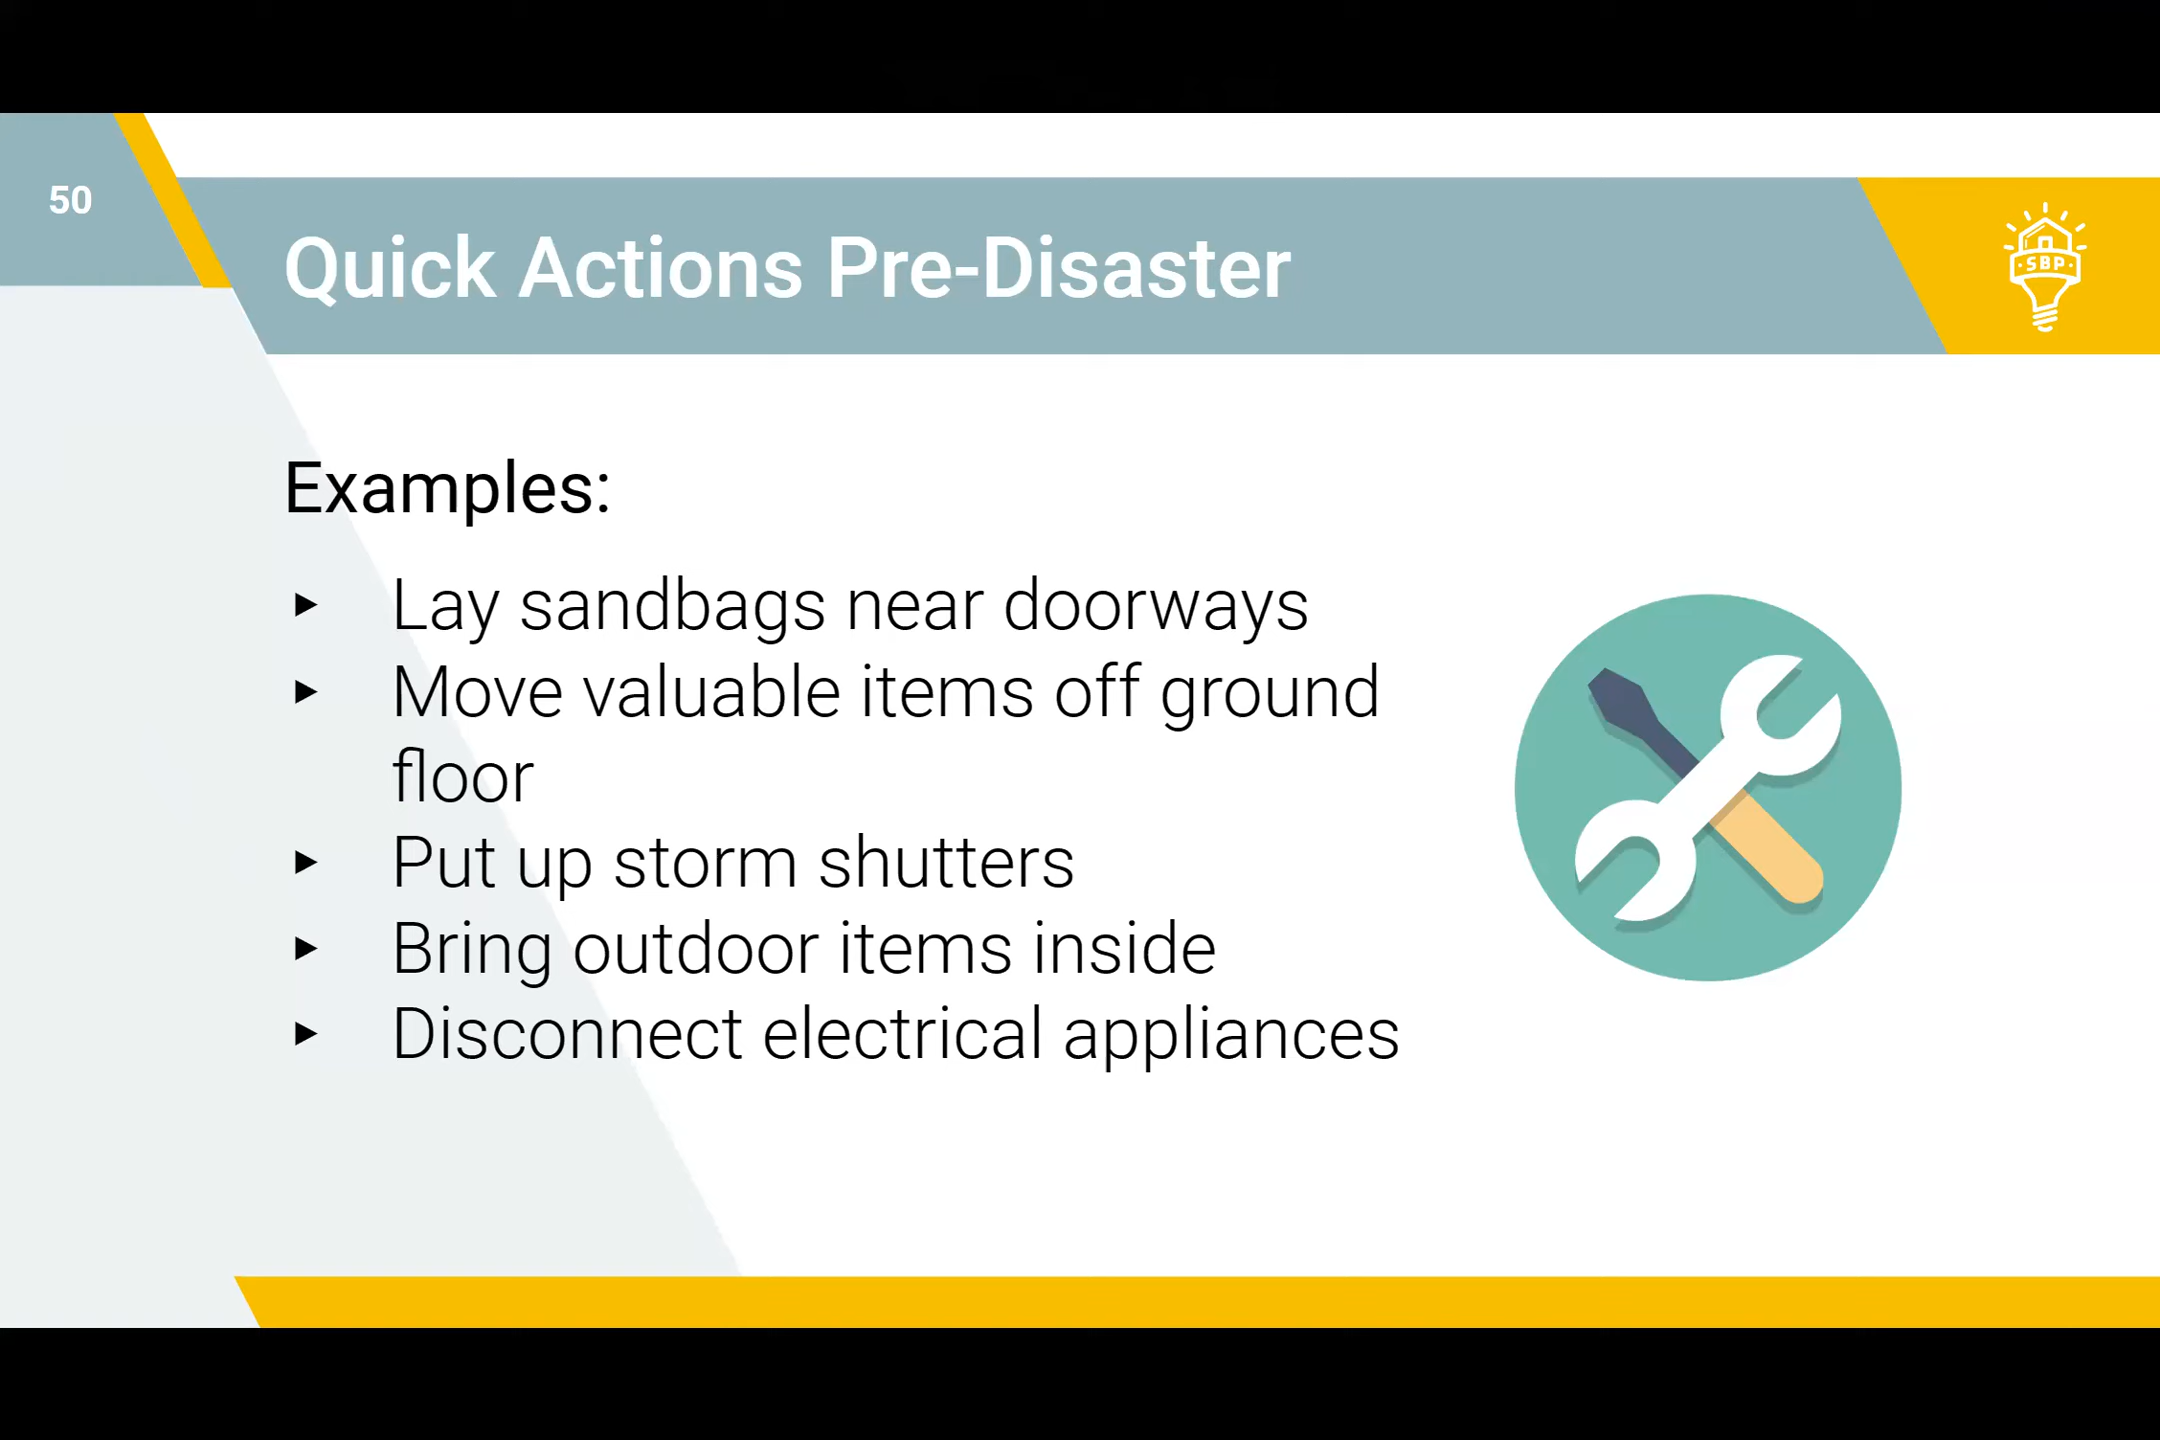 50
Quick Actions Pre-Disaster
SBP
Examples:
Lay sandbags near doorways
Move valuable items off ground
floor
Put up storm shutters
Bring outdoor items inside
Disconnect electrical appliances